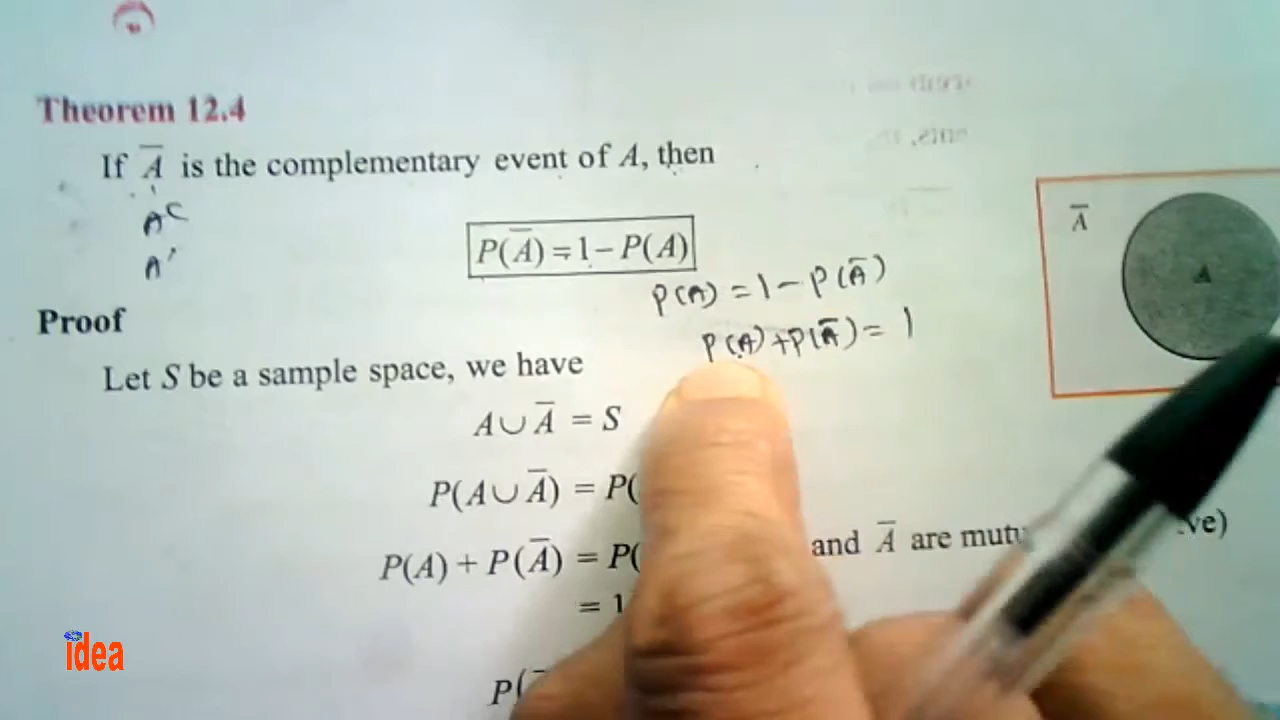 Theorem 12.4
If A̅ is the complementary event of A, then
Aᶜ
A'
P(A̅) = 1 − P(A)
P(A) = 1 − P(A̅)
P(A) + P(A̅) = 1
A̅
A
Proof
Let S be a sample space, we have
A ∪ A̅ = S
P(A ∪ A̅) = P(
P(A) + P(A̅) = P( and A̅ are
= 1
P(
idea